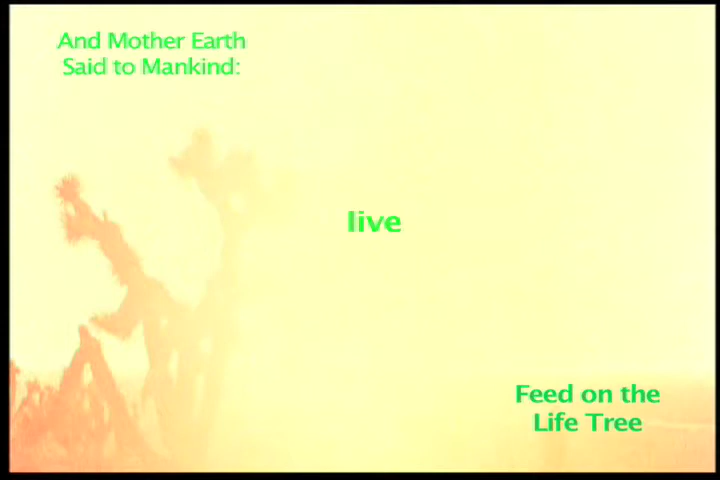 And Mother Earth
Said to Mankind:
live
Feed on the
Life Tree